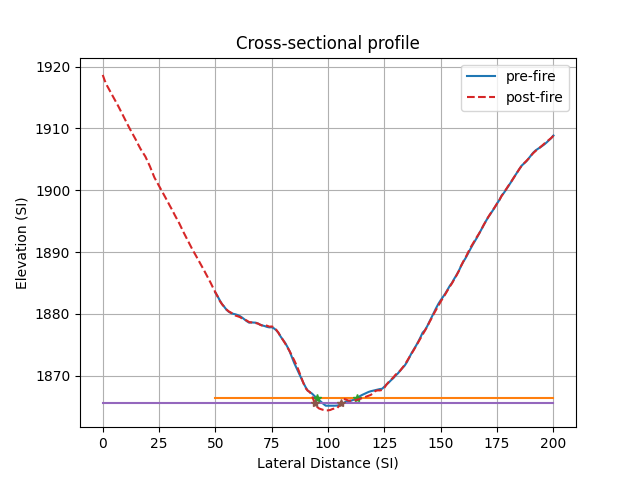 Cross-sectional profile
pre-fire
post-fire
1920
1910
1900
1890
1880
1870
Elevation (SI)
0 25 50 75 100 125 150 175 200
Lateral Distance (SI)